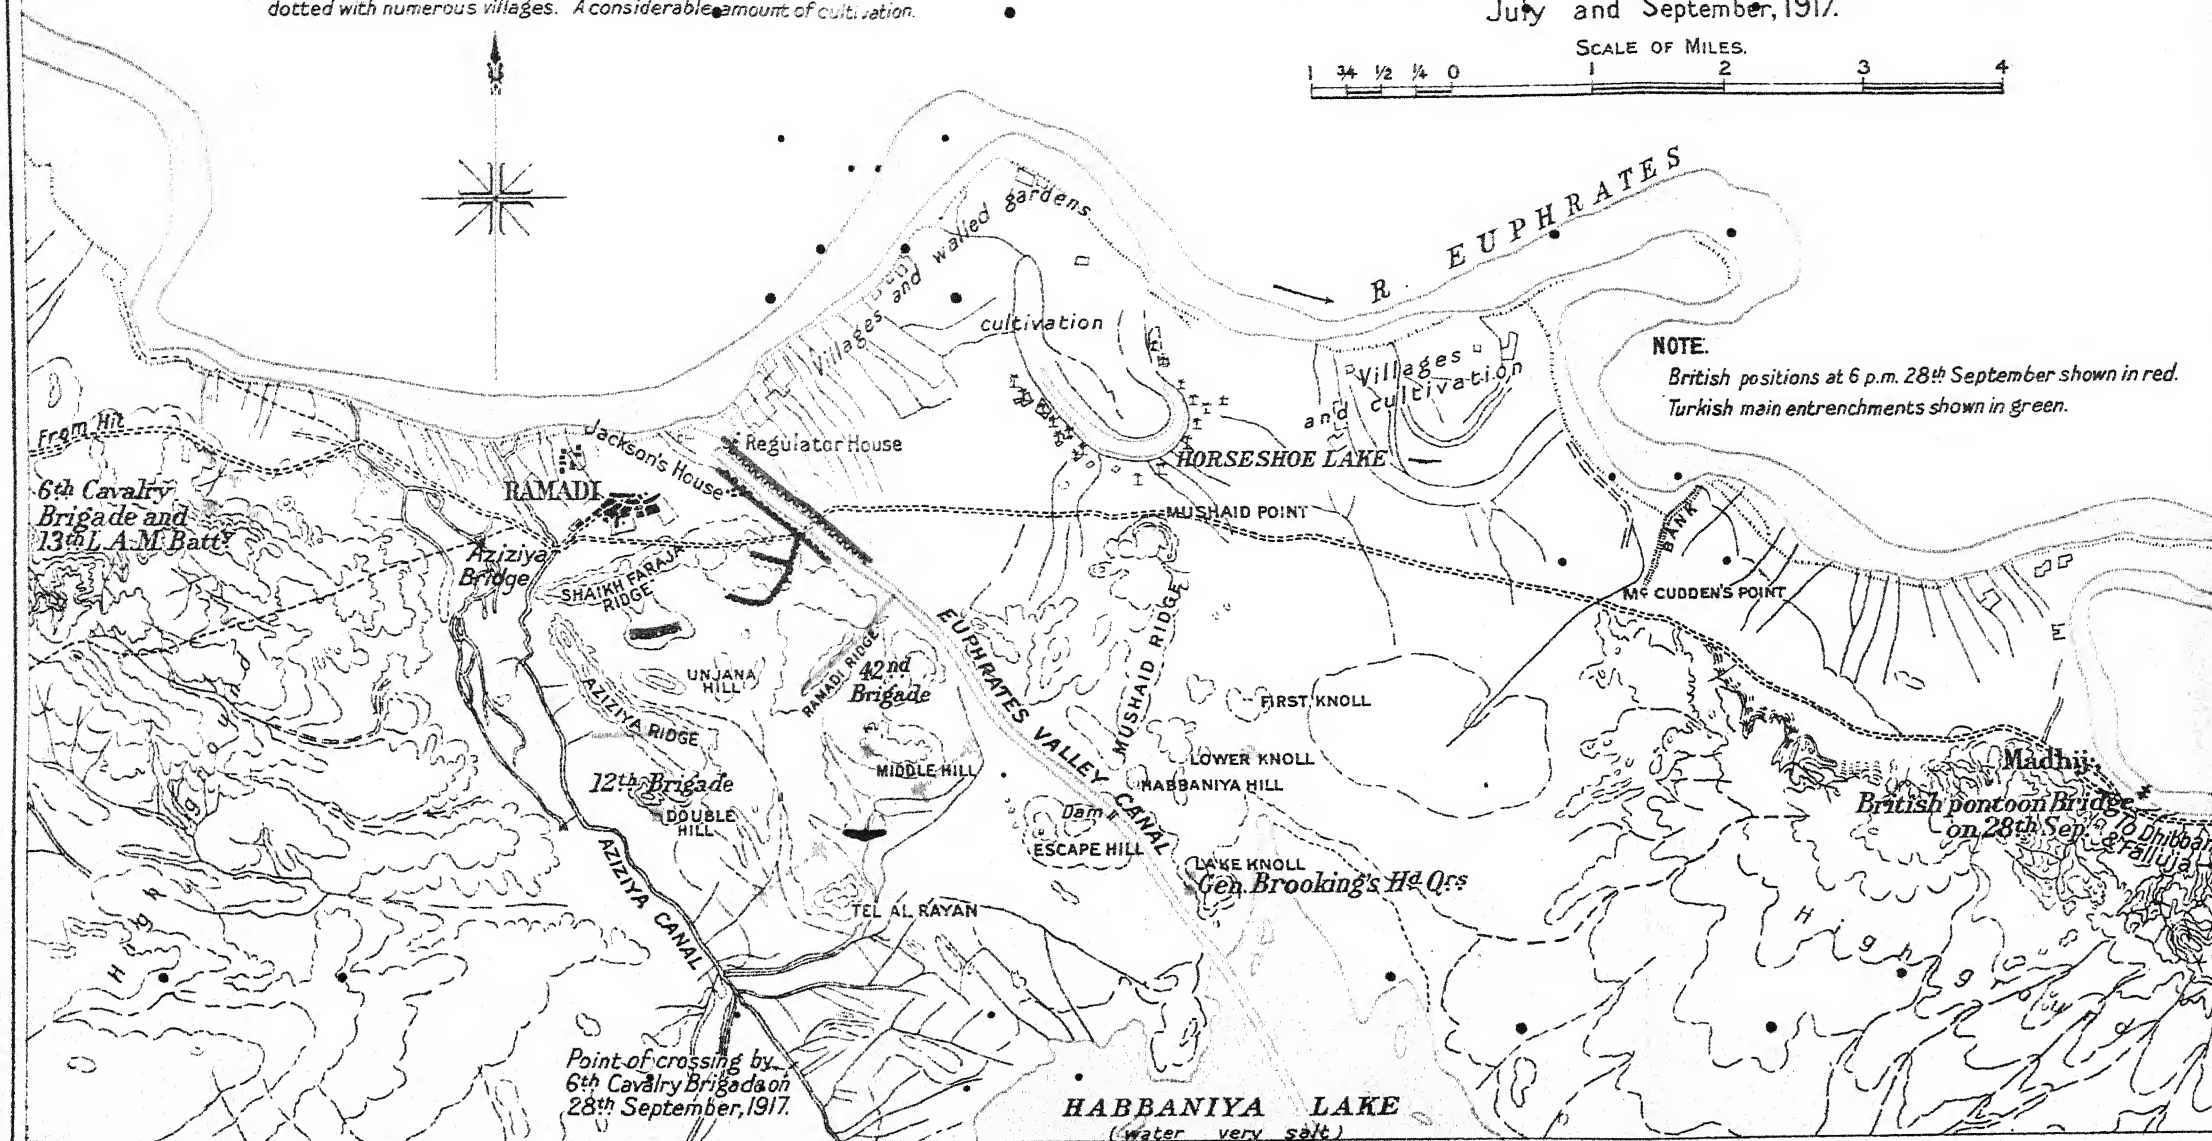 dotted with numerous villages. A considerable amount of cultivation.
July and September, 1917.
SCALE OF MILES.
1 3/4 1/2 1/4 0 1 2 3 4
R. EUPHRATES
Villages and walled gardens
cultivation
Villages
and cultivation
NOTE.
British positions at 6 p.m. 28th September shown in red.
Turkish main entrenchments shown in green.
From Hit
Jackson's House
Regulator House
HORSESHOE LAKE
6th Cavalry
Brigade and
13th L.A.M. Batty
RAMADI
MUSHAID POINT
BANK
Aziziya
Bridge
SHAIKH FARAJA
RIDGE
Mc CUDDEN'S POINT
EUPHRATES VALLEY CANAL
MUSHAID RIDGE
UNJANA
HILL
RAMADI RIDGE
42nd
Brigade
AZIZIYA RIDGE
FIRST KNOLL
LOWER KNOLL
MIDDLE HILL
HABBANIYA HILL
Madhij
12th Brigade
DOUBLE
HILL
Dam
ESCAPE HILL
British pontoon Bridge
on 28th Sep.
To Dhibban
& Falluja
LAKE KNOLL
Gen. Brooking's Hd Qrs
AZIZIYA CANAL
TEL AL RAYAN
High ground
High ground
Point of crossing by
6th Cavalry Brigade on
28th September, 1917.
HABBANIYA LAKE
(water very salt)